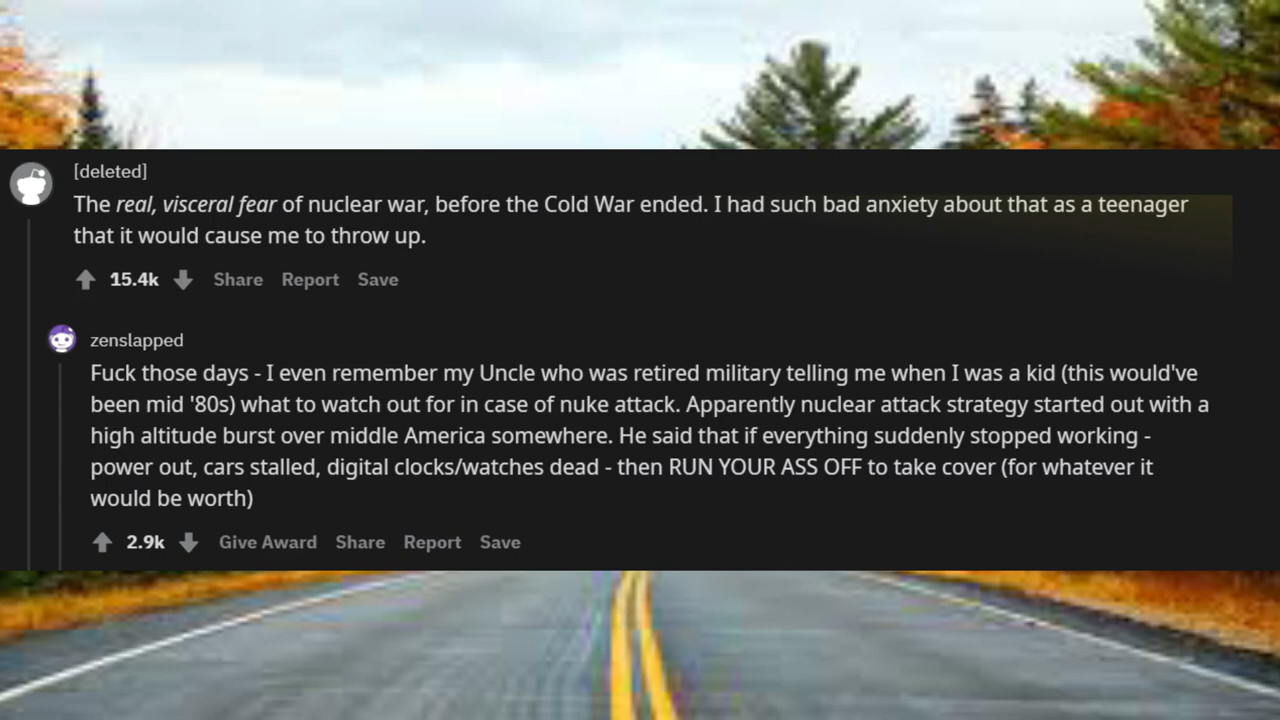 [deleted]
The real, visceral fear of nuclear war, before the Cold War ended. I had such bad anxiety about that as a teenager
that it would cause me to throw up.
15.4k Share Report Save
zenslapped
Fuck those days - I even remember my Uncle who was retired military telling me when I was a kid (this would've
been mid '80s) what to watch out for in case of nuke attack. Apparently nuclear attack strategy started out with a
high altitude burst over middle America somewhere. He said that if everything suddenly stopped working -
power out, cars stalled, digital clocks/watches dead - then RUN YOUR ASS OFF to take cover (for whatever it
would be worth)
2.9k Give Award Share Report Save